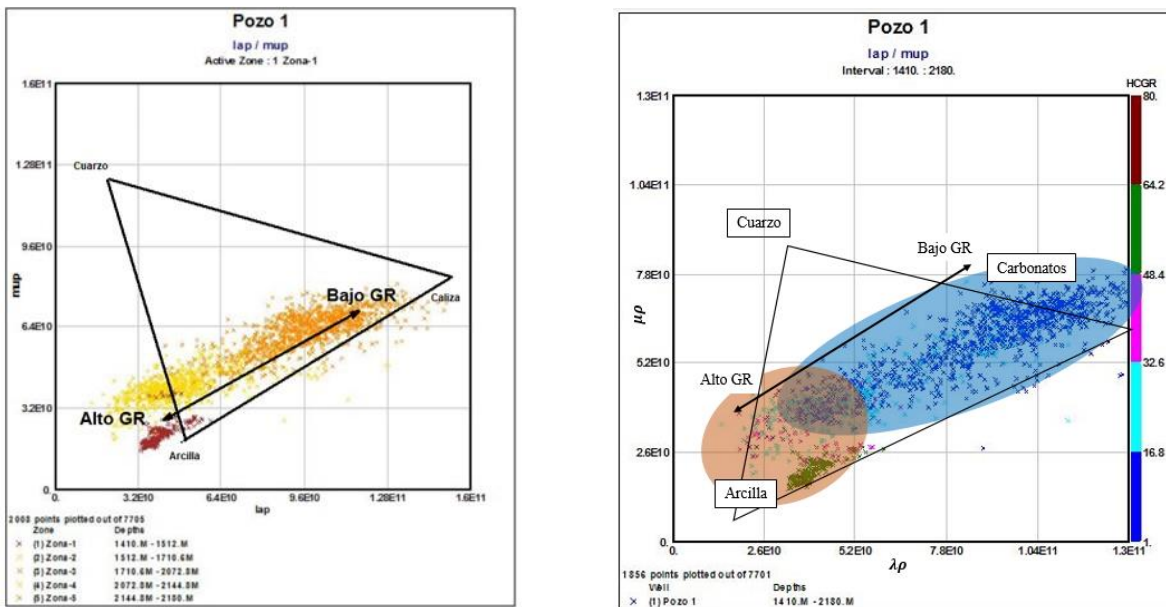 Pozo 1
lap / mup
Active Zone : 1 Zona-1
1.6E11
1.28E11
9.6E10
6.4E10
3.2E10
0.
mup
Cuarzo
Bajo GR
Caliza
Alto GR
Arcilla
0.
3.2E10
6.4E10
9.6E10
1.28E11
1.6E11
lap
2008 points plotted out of 7705
Zone Depths
(1) Zona-1 1410.M - 1512.M
(2) Zona-2 1512.M - 1710.6M
(3) Zona-3 1710.6M - 2072.8M
(4) Zona-4 2072.8M - 2144.8M
(5) Zona-5 2144.8M - 2180.M
Pozo 1
lap / mup
Interval : 1410. : 2180.
HCGR
1.3E11
1.04E11
7.8E10
5.2E10
2.6E10
0.
μρ
Cuarzo
Bajo GR
Carbonatos
Alto GR
Arcilla
80.
64.2
48.4
32.6
16.8
1.
0.
2.6E10
5.2E10
7.8E10
1.04E11
1.3E11
λρ
1856 points plotted out of 7701
Well Depths
(1) Pozo 1 1410.M - 2180.M